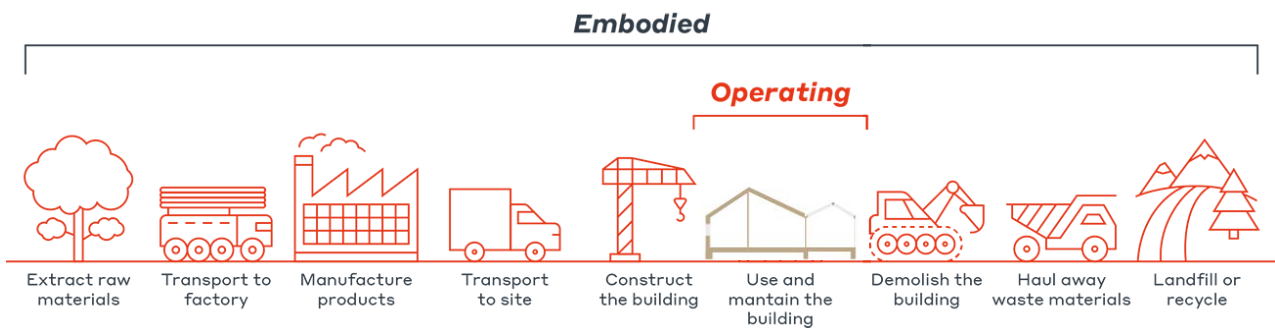 Embodied
Operating
Extract raw
materials
Transport to
factory
Manufacture
products
Transport
to site
Construct
the building
Use and
mantain the
building
Demolish the
building
Haul away
waste materials
Landfill or
recycle